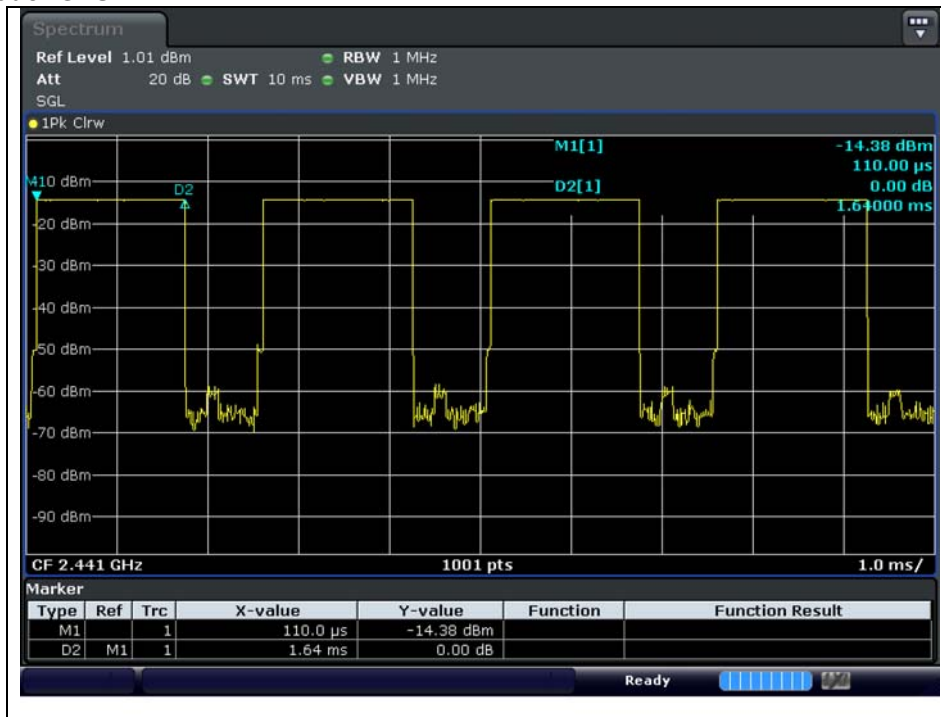 Spectrum
Ref Level 1.01 dBm RBW 1 MHz
Att 20 dB SWT 10 ms VBW 1 MHz
SGL
1Pk Clrw
M1[1] -14.38 dBm
110.00 µs
D2[1] 0.00 dB
1.64000 ms
M1
D2
-20 dBm
-30 dBm
-40 dBm
-50 dBm
-60 dBm
-70 dBm
-80 dBm
-90 dBm
CF 2.441 GHz 1001 pts 1.0 ms/
Marker
Type Ref Trc X-value Y-value Function Function Result
M1 1 110.0 µs -14.38 dBm
D2 M1 1 1.64 ms 0.00 dB
Ready